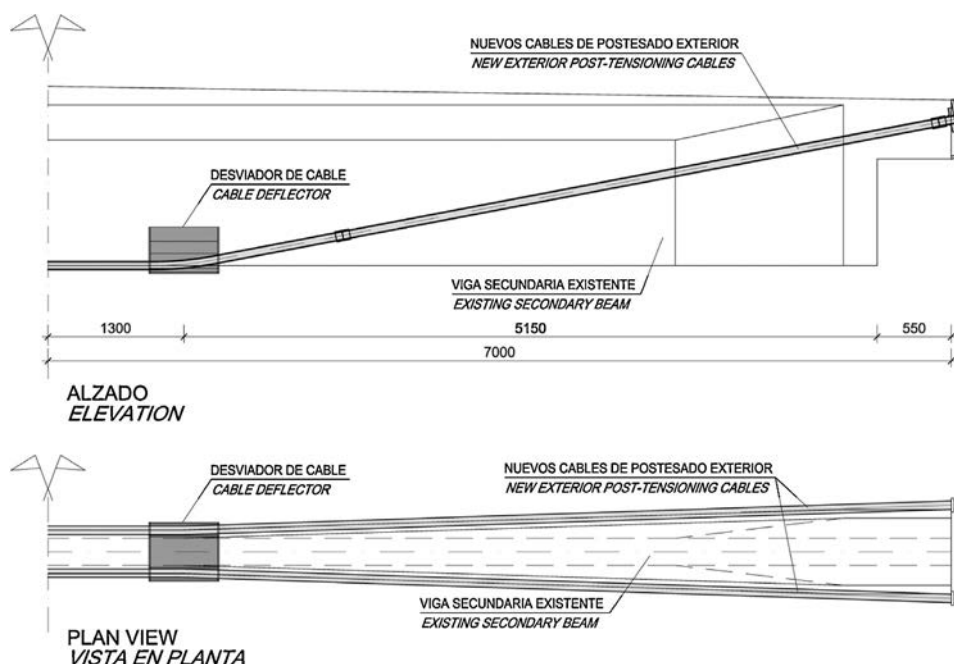 NUEVOS CABLES DE POSTESADO EXTERIOR
NEW EXTERIOR POST-TENSIONING CABLES
DESVIADOR DE CABLE
CABLE DEFLECTOR
VIGA SECUNDARIA EXISTENTE
EXISTING SECONDARY BEAM
1300
5150
550
7000
ALZADO
ELEVATION
DESVIADOR DE CABLE
CABLE DEFLECTOR
NUEVOS CABLES DE POSTESADO EXTERIOR
NEW EXTERIOR POST-TENSIONING CABLES
VIGA SECUNDARIA EXISTENTE
EXISTING SECONDARY BEAM
PLAN VIEW
VISTA EN PLANTA